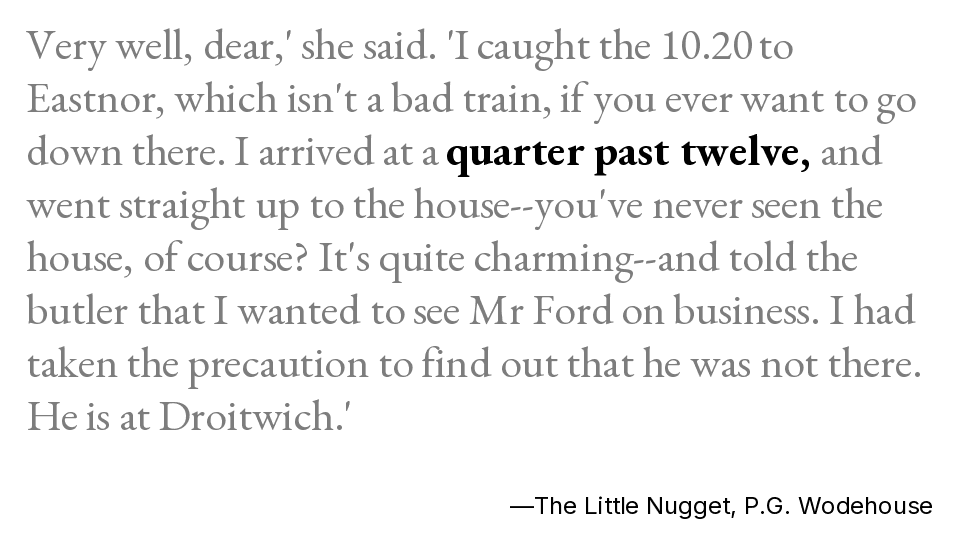 Very well, dear,' she said. 'I caught the 10.20 to
Eastnor, which isn't a bad train, if you ever want to go
down there. I arrived at a quarter past twelve, and
went straight up to the house--you've never seen the
house, of course? It's quite charming--and told the
butler that I wanted to see Mr Ford on business. I had
taken the precaution to find out that he was not there.
He is at Droitwich.'
—The Little Nugget, P.G. Wodehouse